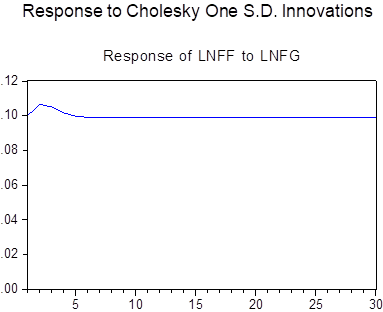 Response to Cholesky One S.D. Innovations
Response of LNFF to LNFG
.12
.10
.08
.06
.04
.02
.00
5 10 15 20 25 30